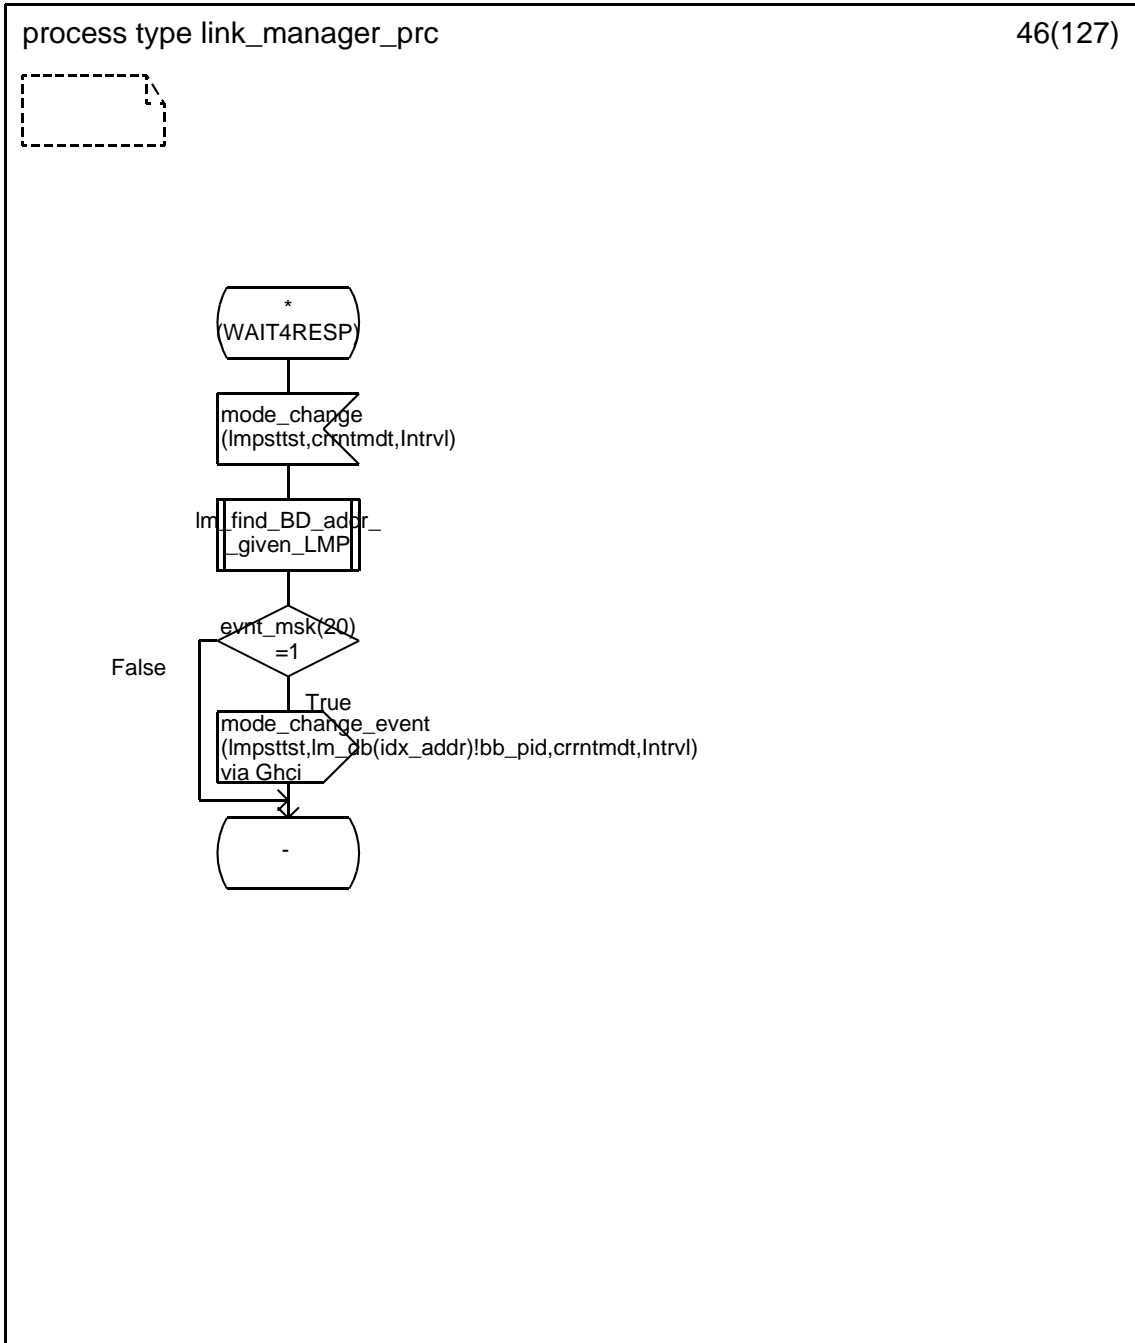 process type link_manager_prc
46(127)
*
(WAIT4RESP)
mode_change
(lmpsttst,crrntmdt,Intrvl)
lm_find_BD_addr_
_given_LMP
evnt_msk(20)
=1
False
True
mode_change_event
(lmpsttst,lm_db(idx_addr)!bb_pid,crrntmdt,Intrvl)
via Ghci
-